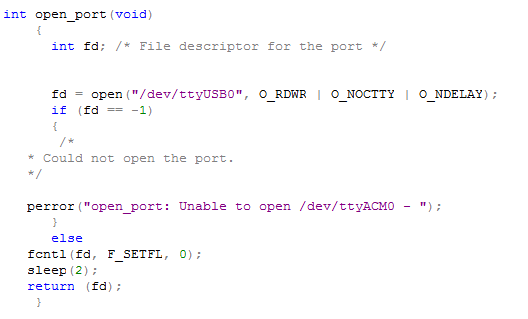 int open_port(void)
{
int fd; /* File descriptor for the port */
fd = open("/dev/ttyUSB0", O_RDWR | O_NOCTTY | O_NDELAY);
if (fd == -1)
{
/*
* Could not open the port.
*/
perror("open_port: Unable to open /dev/ttyACM0 - ");
}
else
fcntl(fd, F_SETFL, 0);
sleep(2);
return (fd);
}